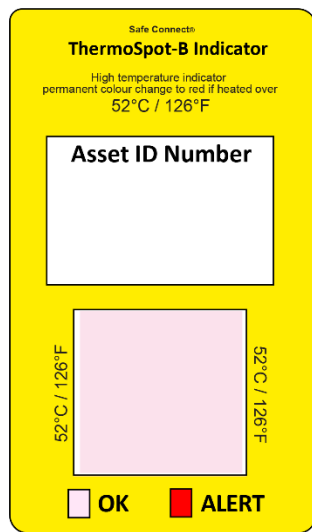 Safe Connect®
ThermoSpot-B Indicator
High temperature indicator
permanent colour change to red if heated over
52°C / 126°F
Asset ID Number
52°C / 126°F
52°C / 126°F
OK
ALERT